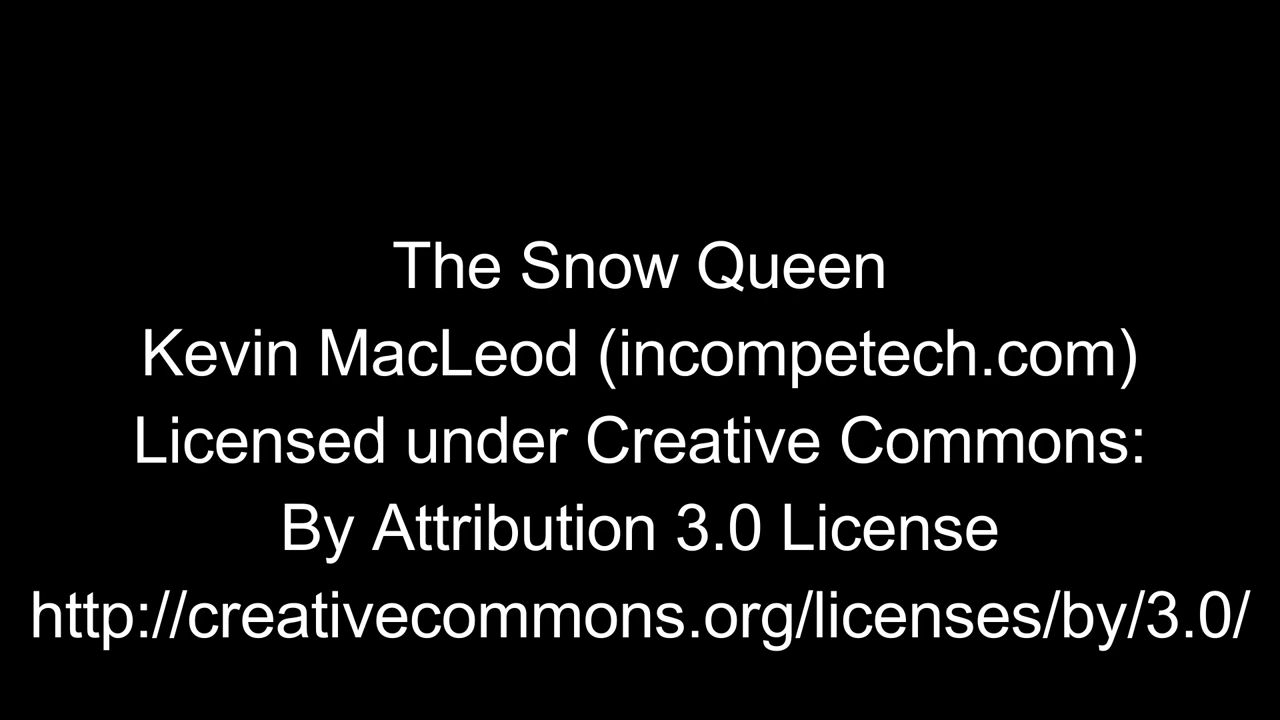 The Snow Queen
Kevin MacLeod (incompetech.com)
Licensed under Creative Commons:
By Attribution 3.0 License
http://creativecommons.org/licenses/by/3.0/